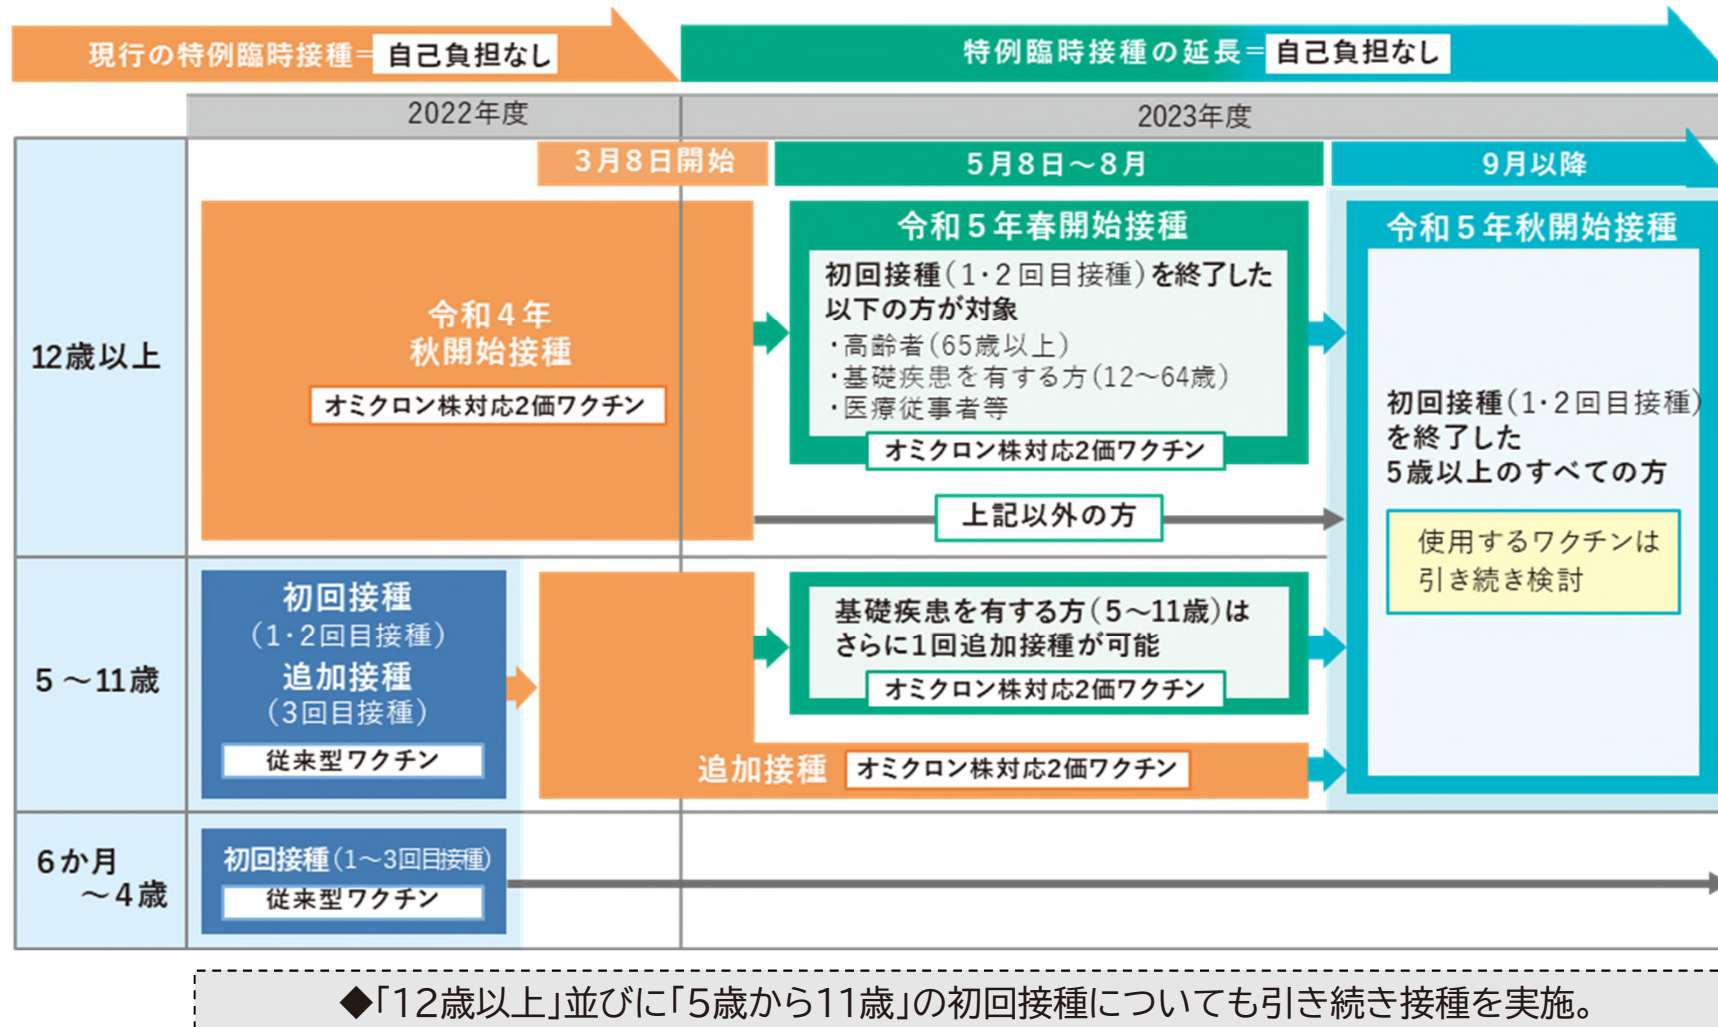 現行の特例臨時接種=自己負担なし
特例臨時接種の延長=自己負担なし
2022年度
2023年度
3月8日開始
5月8日~8月
9月以降
12歳以上
令和4年
秋開始接種
オミクロン株対応2価ワクチン
令和5年春開始接種
初回接種(1・2回目接種)を終了した
以下の方が対象
・高齢者(65歳以上)
・基礎疾患を有する方(12~64歳)
・医療従事者等
オミクロン株対応2価ワクチン
上記以外の方
令和5年秋開始接種
初回接種(1・2回目接種)
を終了した
5歳以上のすべての方
使用するワクチンは
引き続き検討
5~11歳
初回接種
(1・2回目接種)
追加接種
(3回目接種)
従来型ワクチン
基礎疾患を有する方(5~11歳)は
さらに1回追加接種が可能
オミクロン株対応2価ワクチン
追加接種 オミクロン株対応2価ワクチン
6か月
~4歳
初回接種(1~3回目接種)
従来型ワクチン
◆「12歳以上」並びに「5歳から11歳」の初回接種についても引き続き接種を実施。